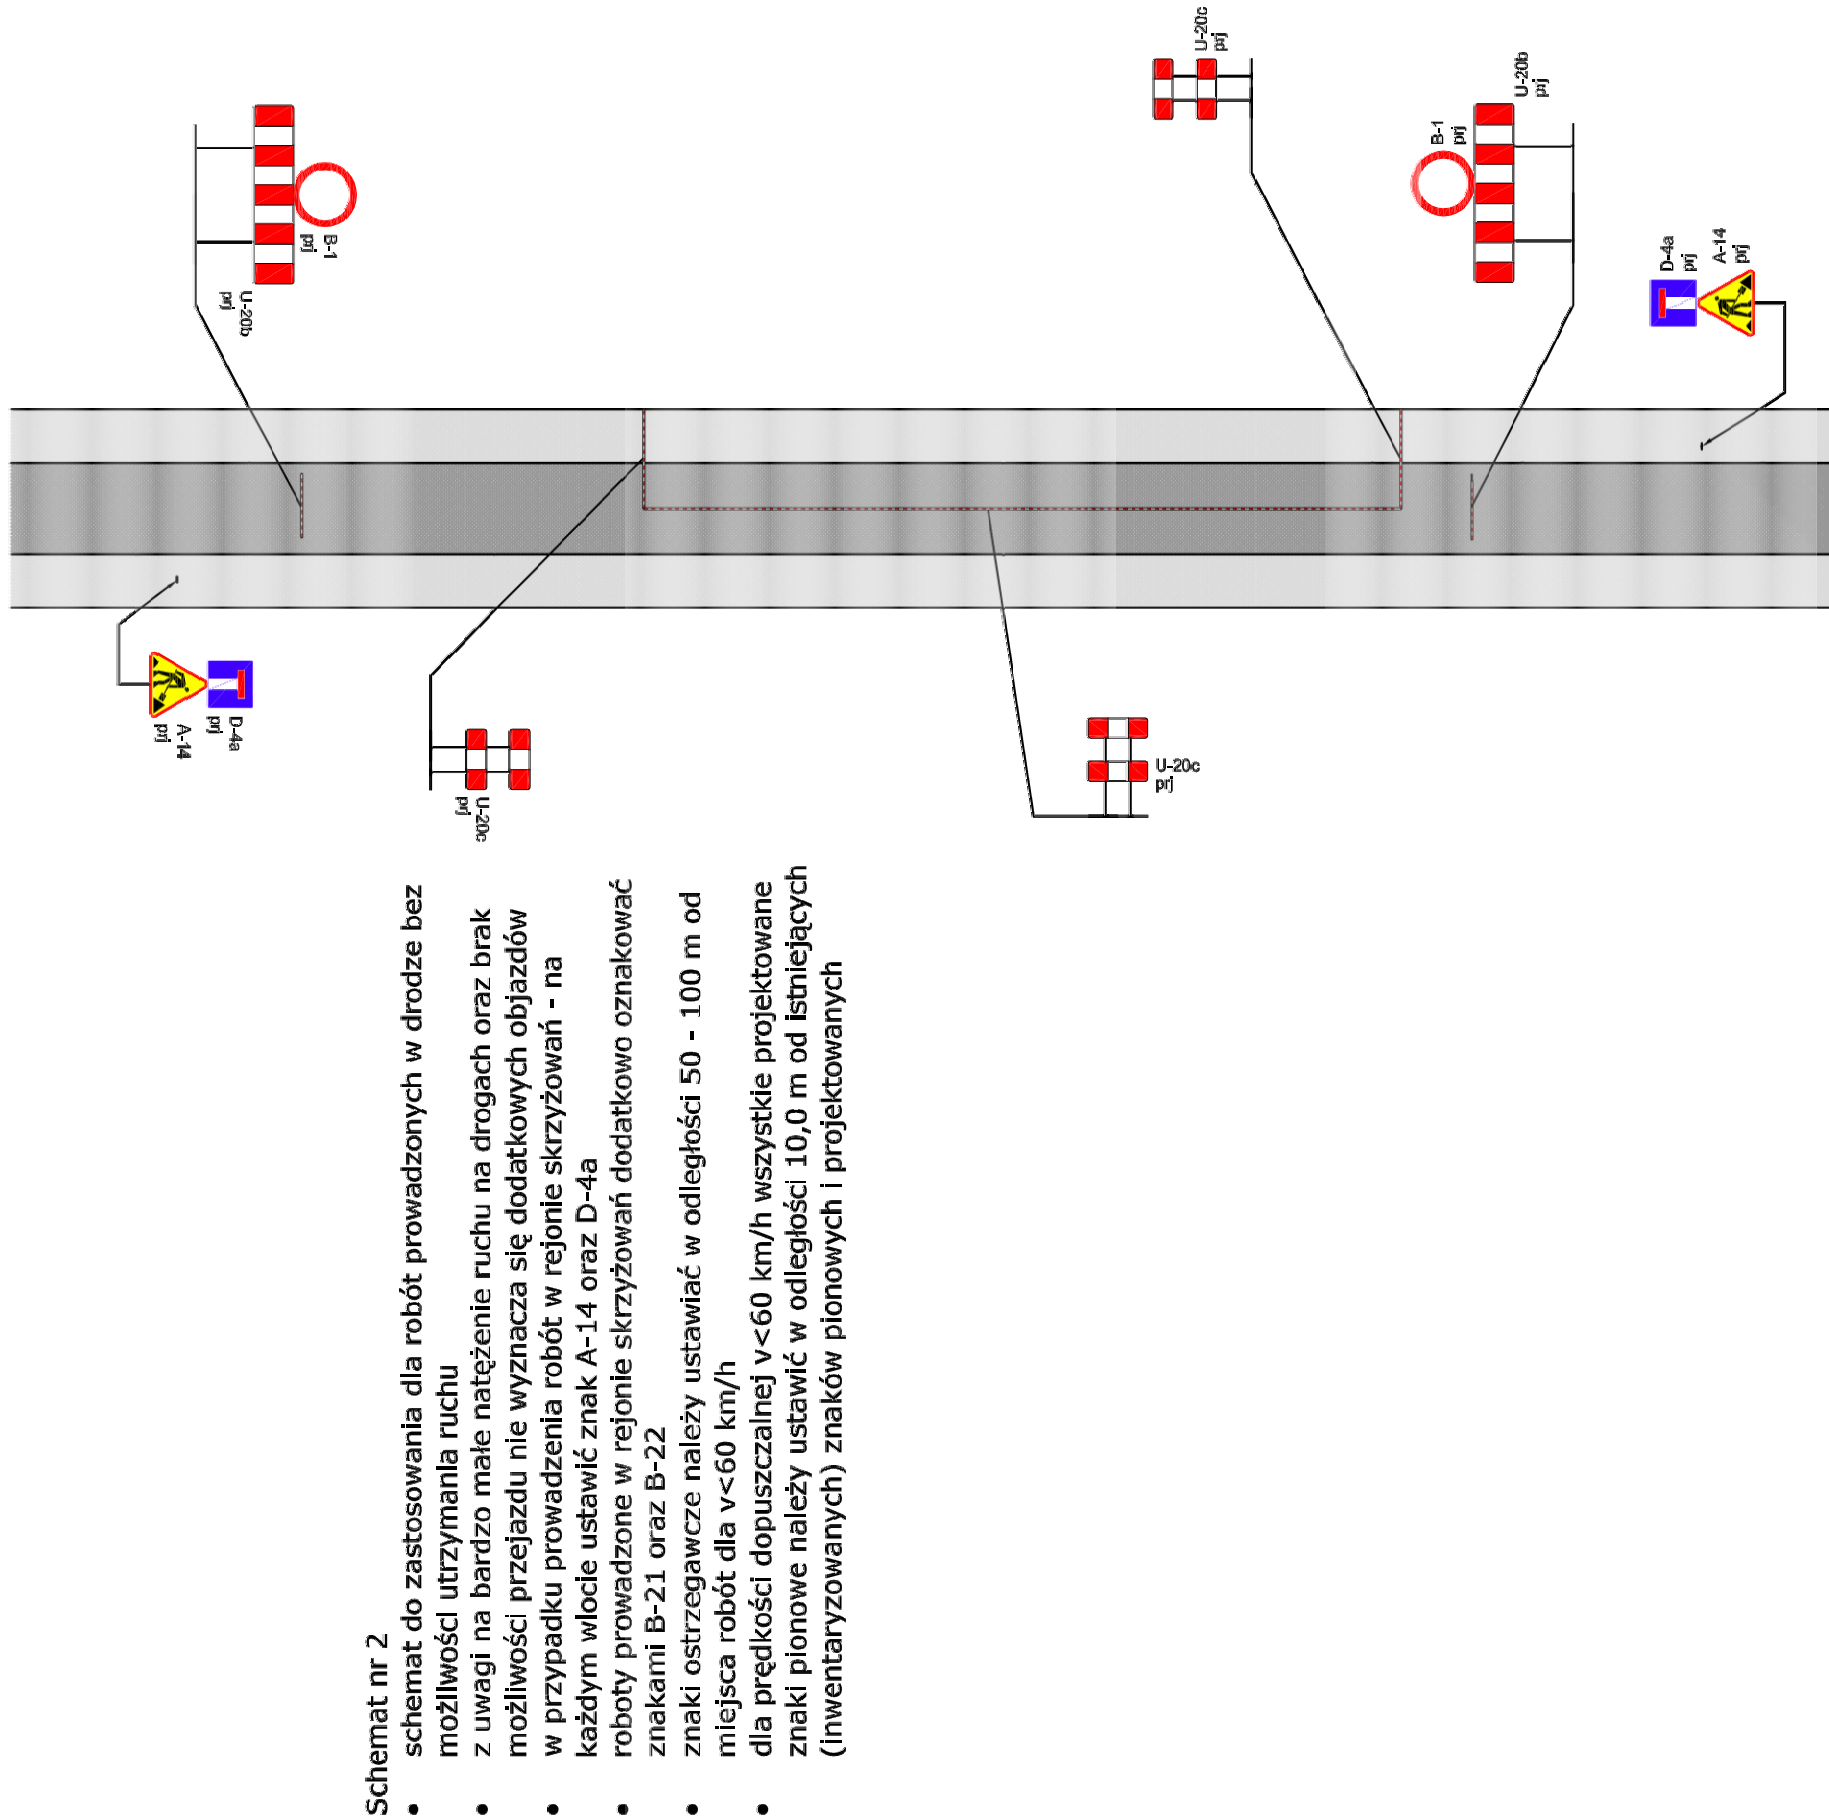 U-20c
prj
U-20b
prj
B-1
prj
D-4a
prj
A-14
prj
B-1
prj
U-20b
prj
D-4a
prj
A-14
prj
U-20c
prj
U-20c
prj
Schemat nr 2
• schemat do zastosowania dla robót prowadzonych w drodze bez
możliwości utrzymania ruchu
• z uwagi na bardzo małe natężenie ruchu na drogach oraz brak
możliwości przejazdu nie wyznacza się dodatkowych objazdów
• w przypadku prowadzenia robót w rejonie skrzyżowań - na
każdym wlocie ustawić znak A-14 oraz D-4a
• roboty prowadzone w rejonie skrzyżowań dodatkowo oznakować
znakami B-21 oraz B-22
• znaki ostrzegawcze należy ustawiać w odległości 50 - 100 m od
miejsca robót dla v<60 km/h
• dla prędkości dopuszczalnej v<60 km/h wszystkie projektowane
znaki pionowe należy ustawić w odległości 10,0 m od istniejących
(inwentaryzowanych) znaków pionowych i projektowanych